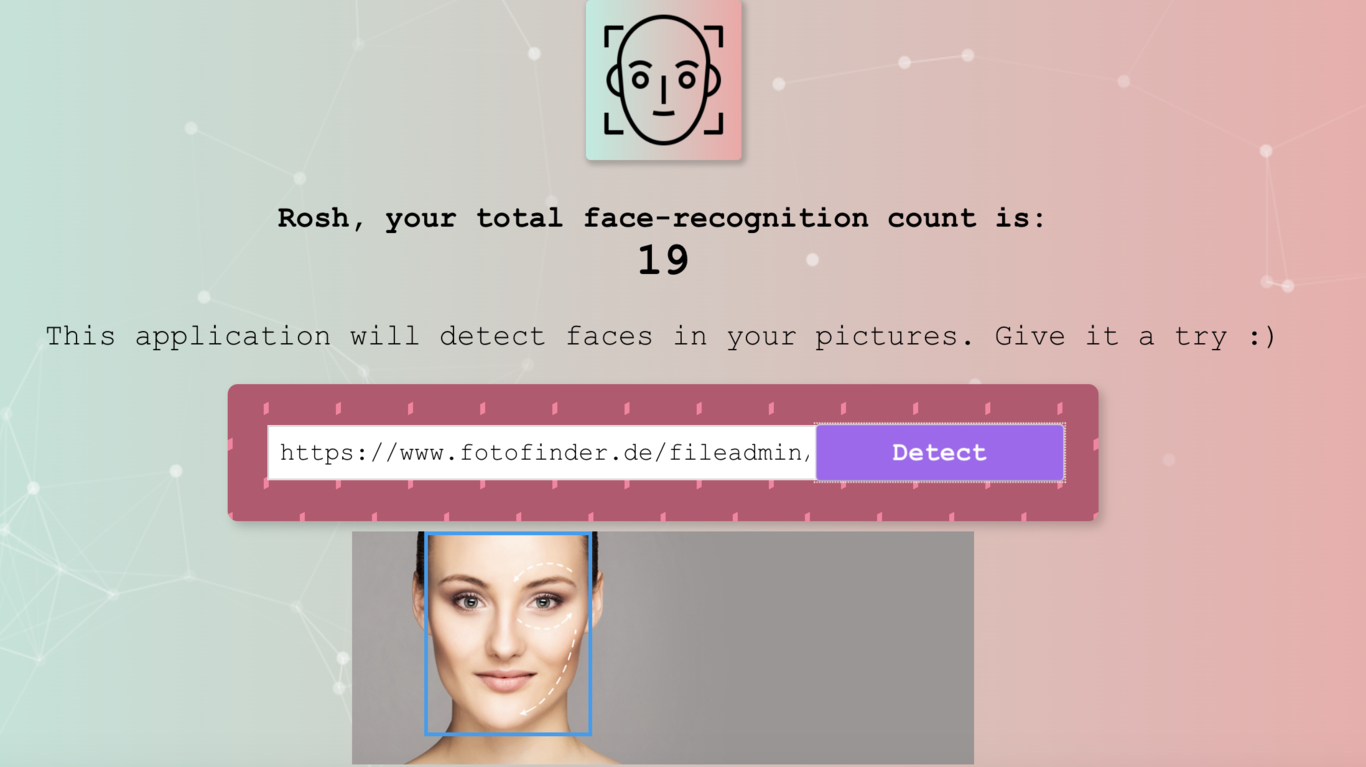 Rosh, your total face-recognition count is:
19
This application will detect faces in your pictures. Give it a try :)
https://www.fotofinder.de/fileadmin/
Detect